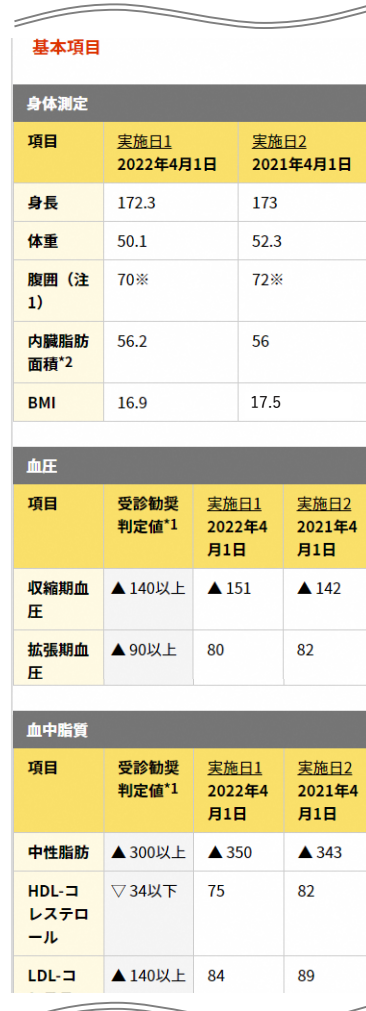 基本項目
身体測定
項目 実施日1 実施日2
2022年4月1日 2021年4月1日
身長 172.3 173
体重 50.1 52.3
腹囲（注 70※ 72※
1）
内臓脂肪 56.2 56
面積*2
BMI 16.9 17.5
血圧
項目 受診勧奨 実施日1 実施日2
判定値*1 2022年4 2021年4
月1日 月1日
収縮期血 ▲ 140以上 ▲ 151 ▲ 142
圧
拡張期血 ▲ 90以上 80 82
圧
血中脂質
項目 受診勧奨 実施日1 実施日2
判定値*1 2022年4 2021年4
月1日 月1日
中性脂肪 ▲ 300以上 ▲ 350 ▲ 343
HDL-コ ▽ 34以下 75 82
レステロ
ール
LDL-コ ▲ 140以上 84 89